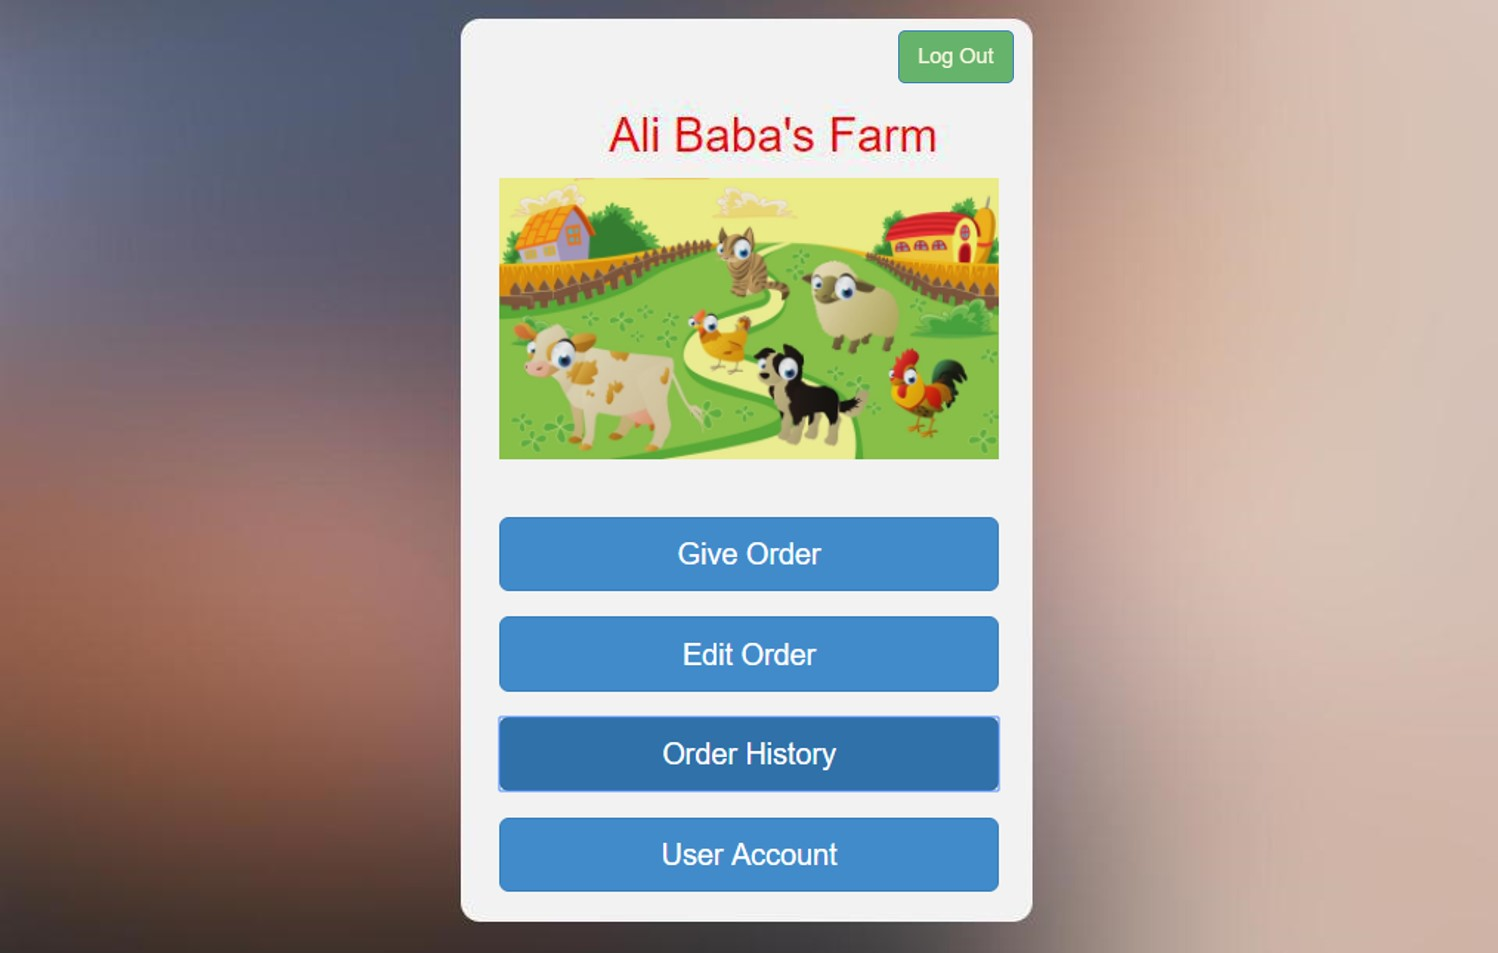 Log Out
Ali Baba's Farm
Give Order
Edit Order
Order History
User Account